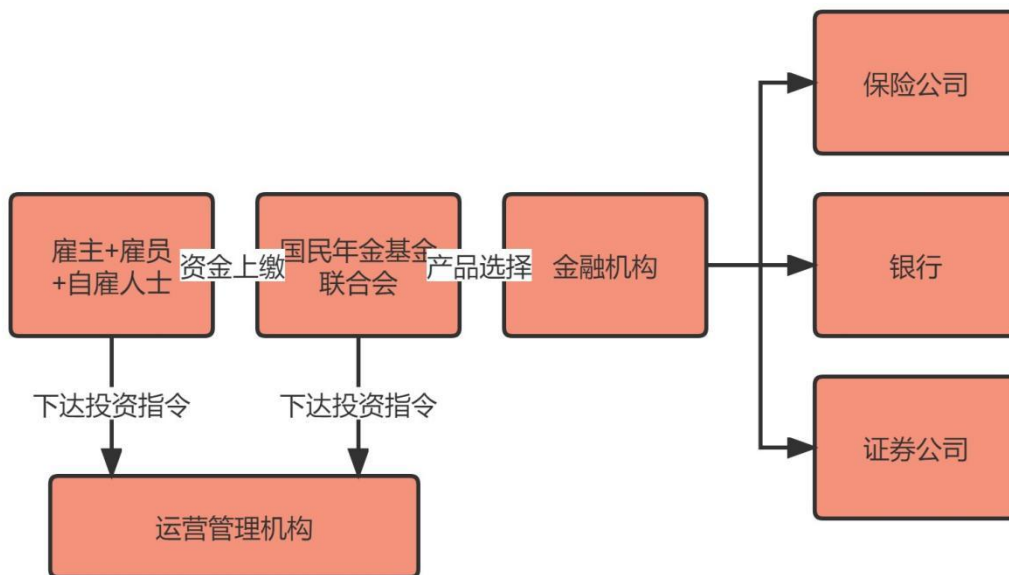 保险公司
雇主+雇员
+自雇人士
资金上缴
国民年金基金
联合会
产品选择
金融机构
银行
下达投资指令
下达投资指令
证券公司
运营管理机构